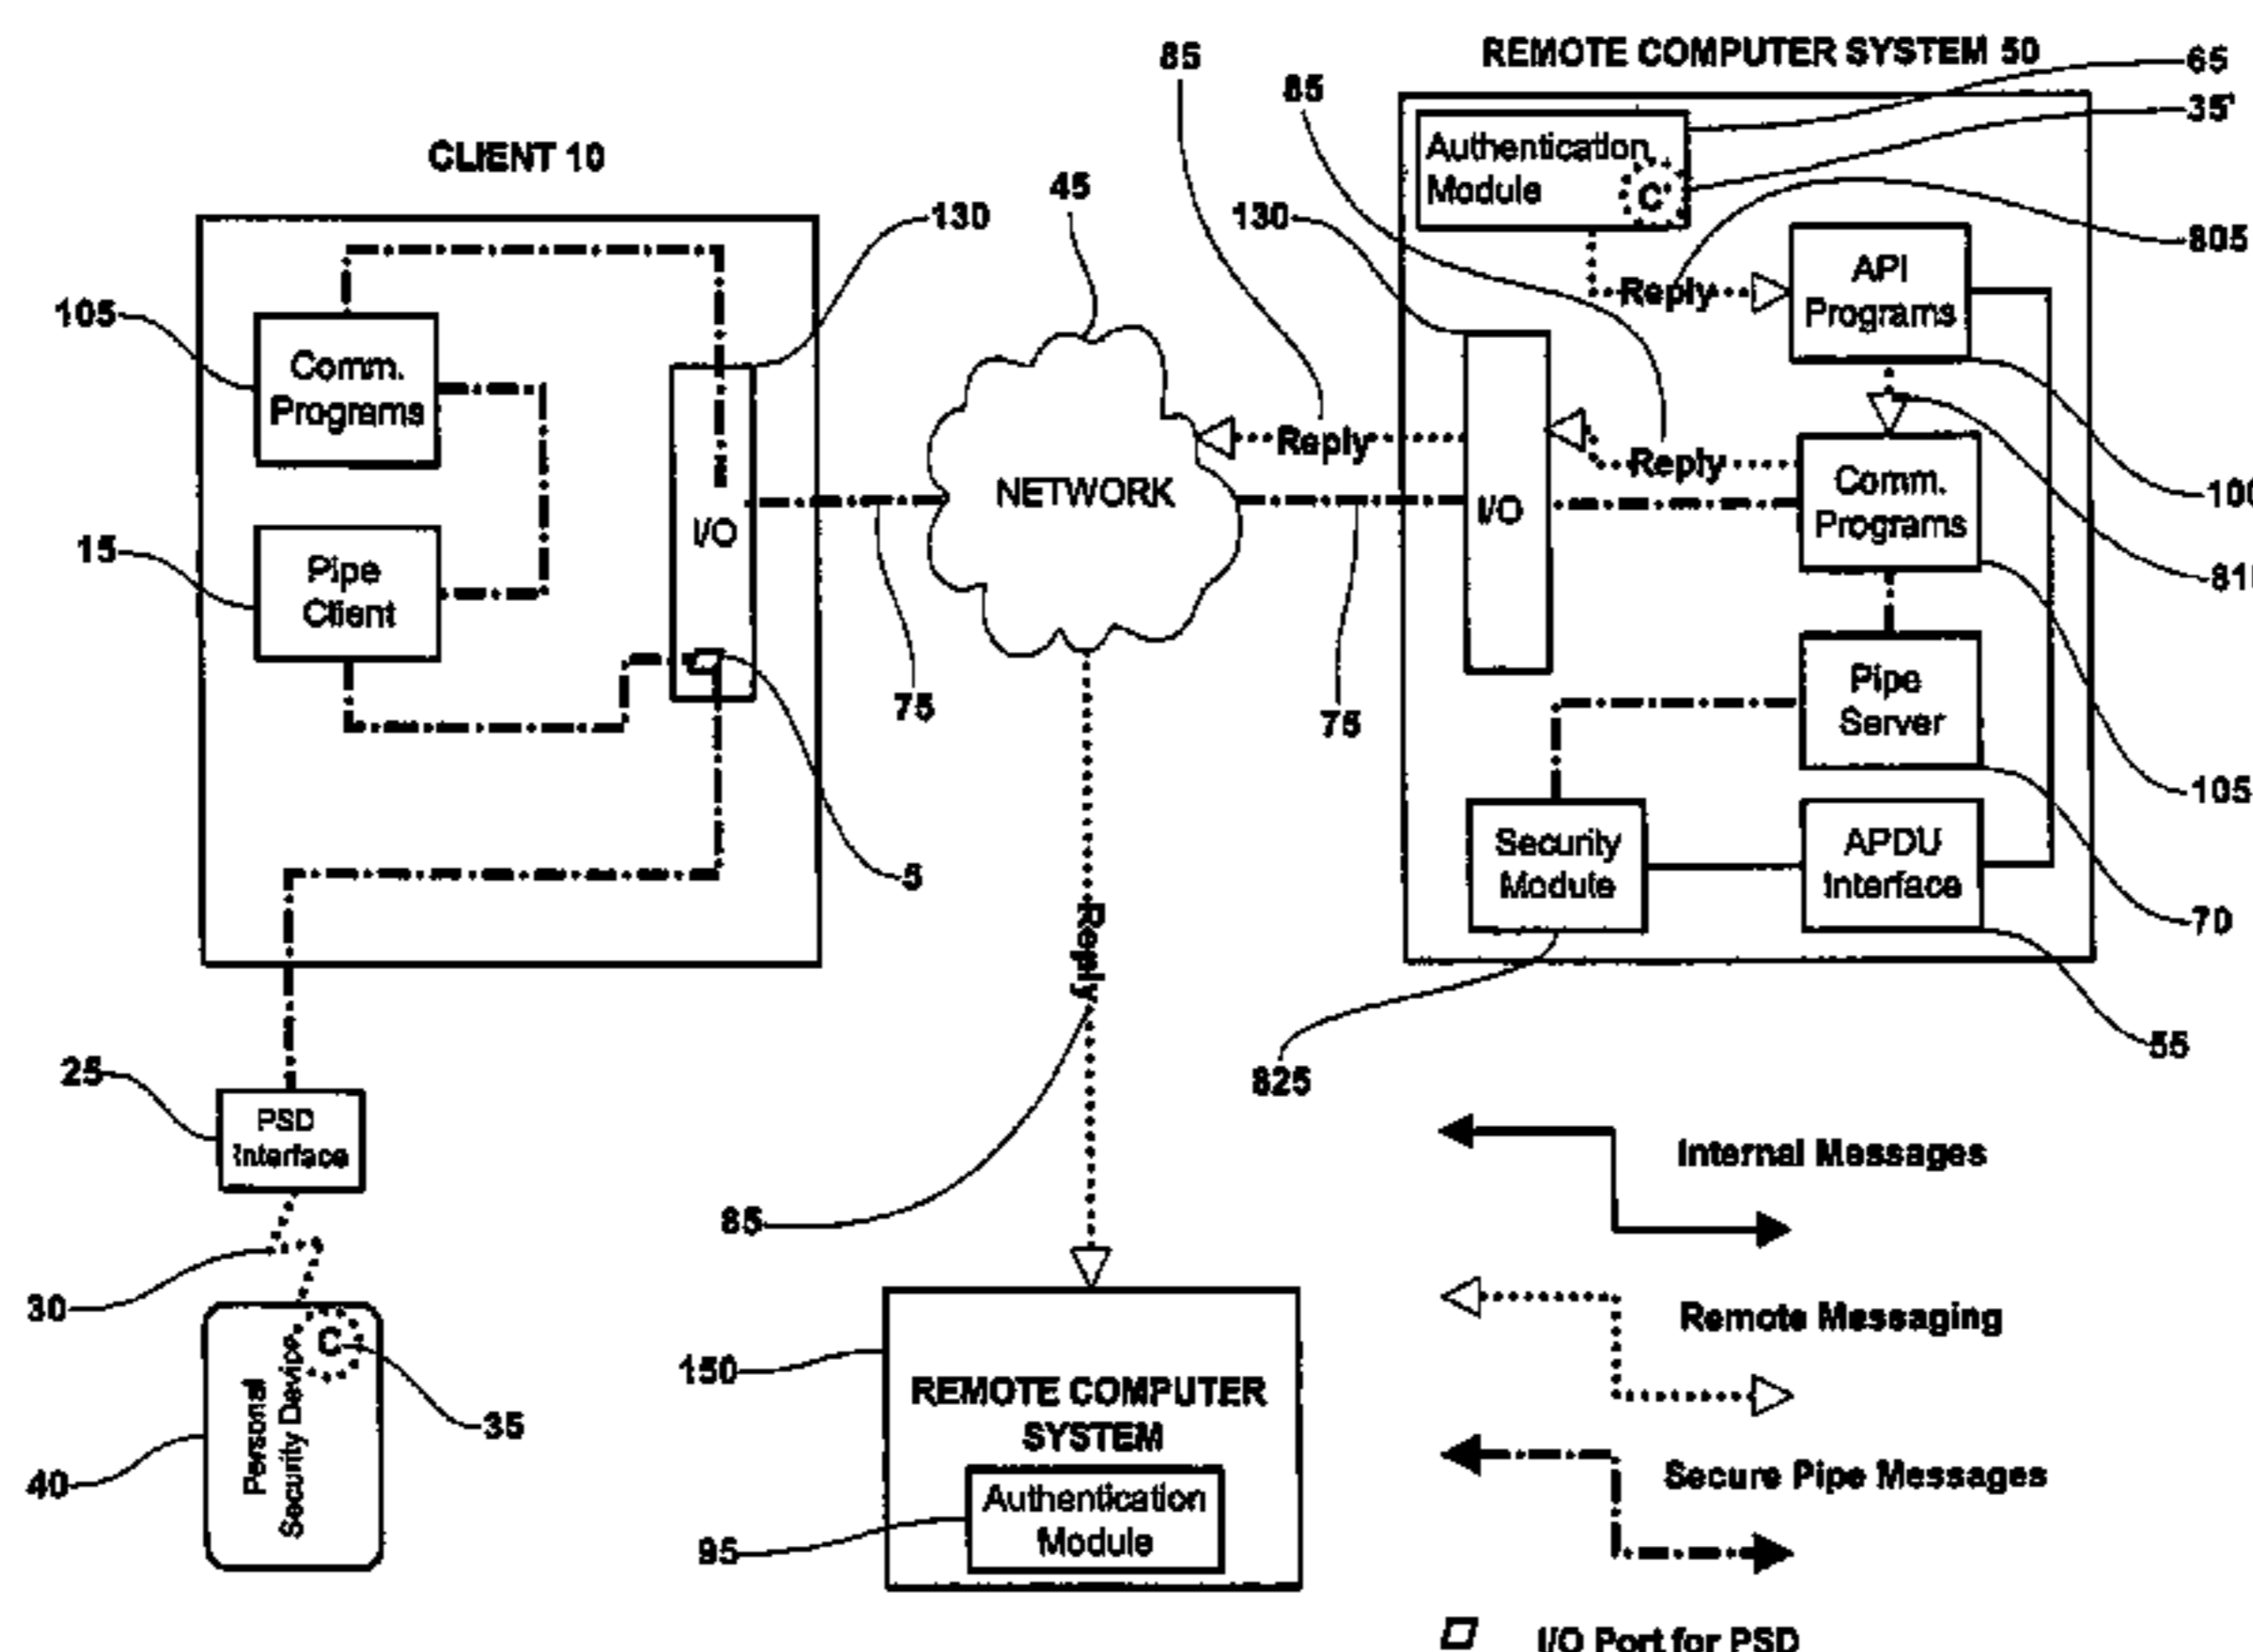 REMOTE COMPUTER SYSTEM 50
85
85
65
35'
CLIENT 10
Authentication
Module
C'
45
130
130
805
API
Programs
Reply
105
Comm.
Programs
Reply
Reply
NETWORK
I/O
I/O
Comm.
Programs
100
15
Pipe
Client
81
75
75
Pipe
Server
105
5
Security
Module
APDU
Interface
70
Reply
55
825
25
PSD
Interface
Internal Messages
85
30
Remote Messaging
C
150
REMOTE COMPUTER
SYSTEM
35
Personal
Security Device
40
Secure Pipe Messages
Authentication
Module
95
I/O Port for PSD